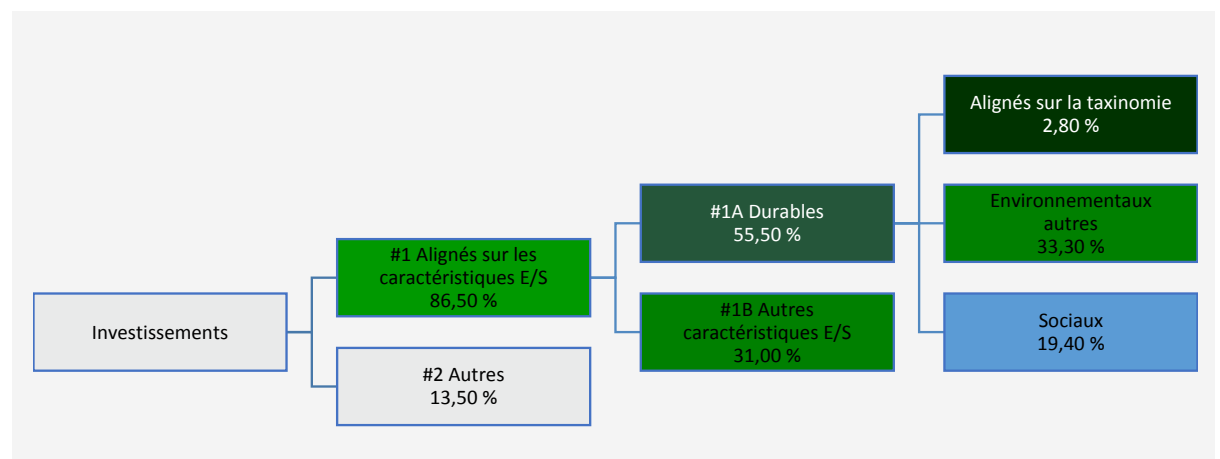 Investissements
#1 Alignés sur les
caractéristiques E/S
86,50 %
#2 Autres
13,50 %
#1A Durables
55,50 %
#1B Autres
caractéristiques E/S
31,00 %
Alignés sur la taxinomie
2,80 %
Environnementaux
autres
33,30 %
Sociaux
19,40 %